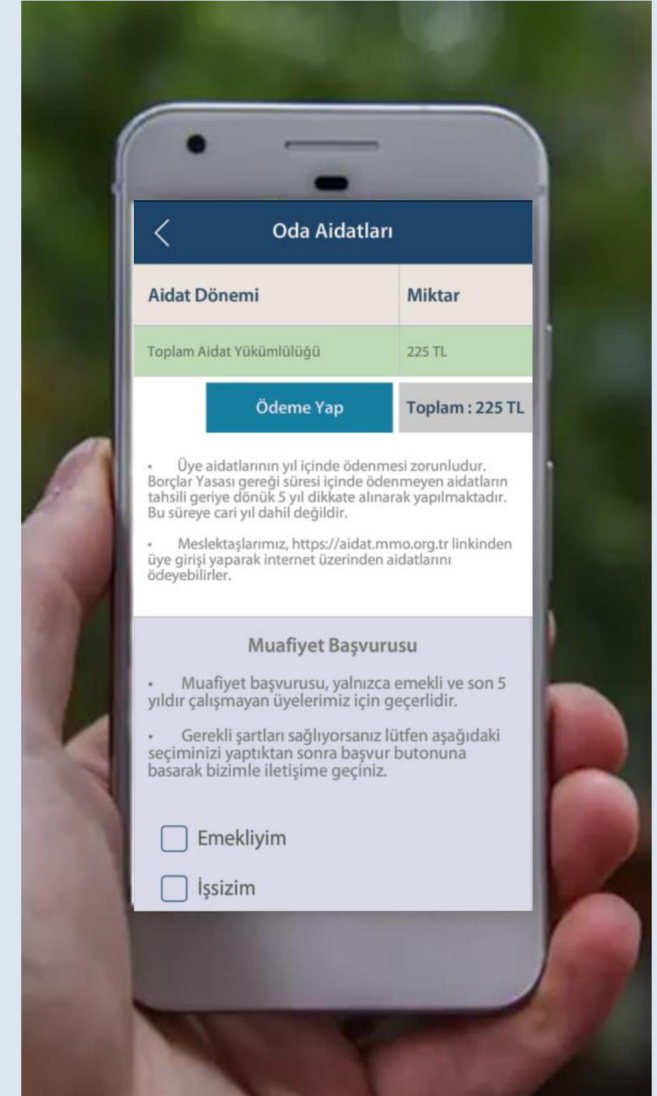 Oda Aidatları
Aidat Dönemi Miktar
Toplam Aidat Yükümlülüğü 225 TL
Ödeme Yap Toplam : 225 TL
• Üye aidatlarının yıl içinde ödenmesi zorunludur.
Borçlar Yasası gereği süresi içinde ödenmeyen aidatların
tahsili geriye dönük 5 yıl dikkate alınarak yapılmaktadır.
Bu süreye cari yıl dahil değildir.
• Meslektaşlarımız, https://aidat.mmo.org.tr linkinden
üye girişi yaparak internet üzerinden aidatlarını
ödeyebilirler.
Muafiyet Başvurusu
• Muafiyet başvurusu, yalnızca emekli ve son 5
yıldır çalışmayan üyelerimiz için geçerlidir.
• Gerekli şartları sağlıyorsanız lütfen aşağıdaki
seçiminizi yaptıktan sonra başvur butonuna
basarak bizimle iletişime geçiniz.
Emekliyim
İşsizim